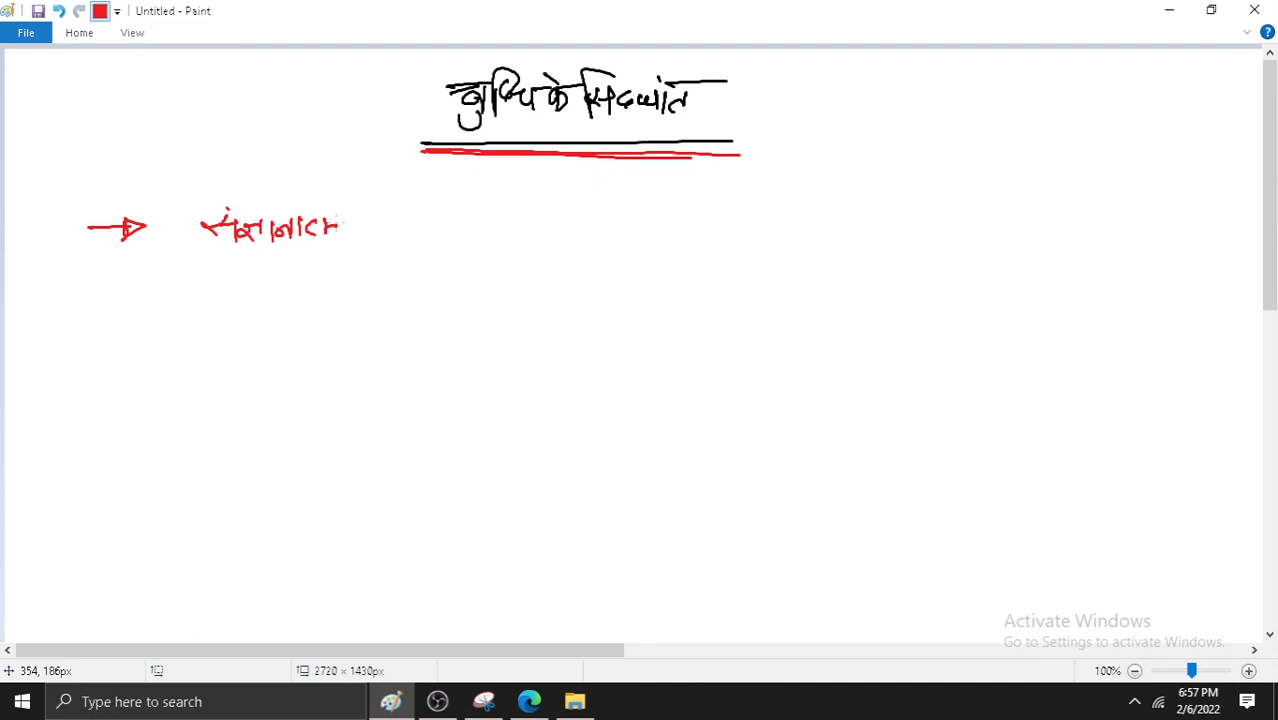 Untitled - Paint
File Home View
बुध्दि के सिद्धांत
Activate Windows
Go to Settings to activate Windows.
354, 186px
2720 × 1430px
100%
Type here to search
6:57 PM
2/6/2022